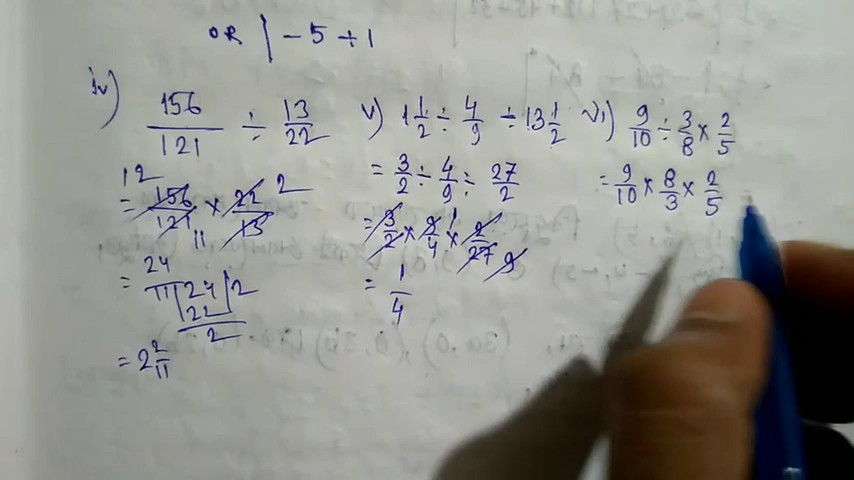 OR | - 5 + 1
iv) 156/121 ÷ 13/22
= 156/121 × 22/13
12 2
11
= 24/11
11 | 24 | 2
22
2
= 2 2/11
v) 1 1/2 ÷ 4/9 ÷ 13 1/2
= 3/2 ÷ 4/9 ÷ 27/2
= 3/2 × 9/4 × 2/27
1
9
= 1/4
vi) 9/10 ÷ 3/8 × 2/5
= 9/10 × 8/3 × 2/5